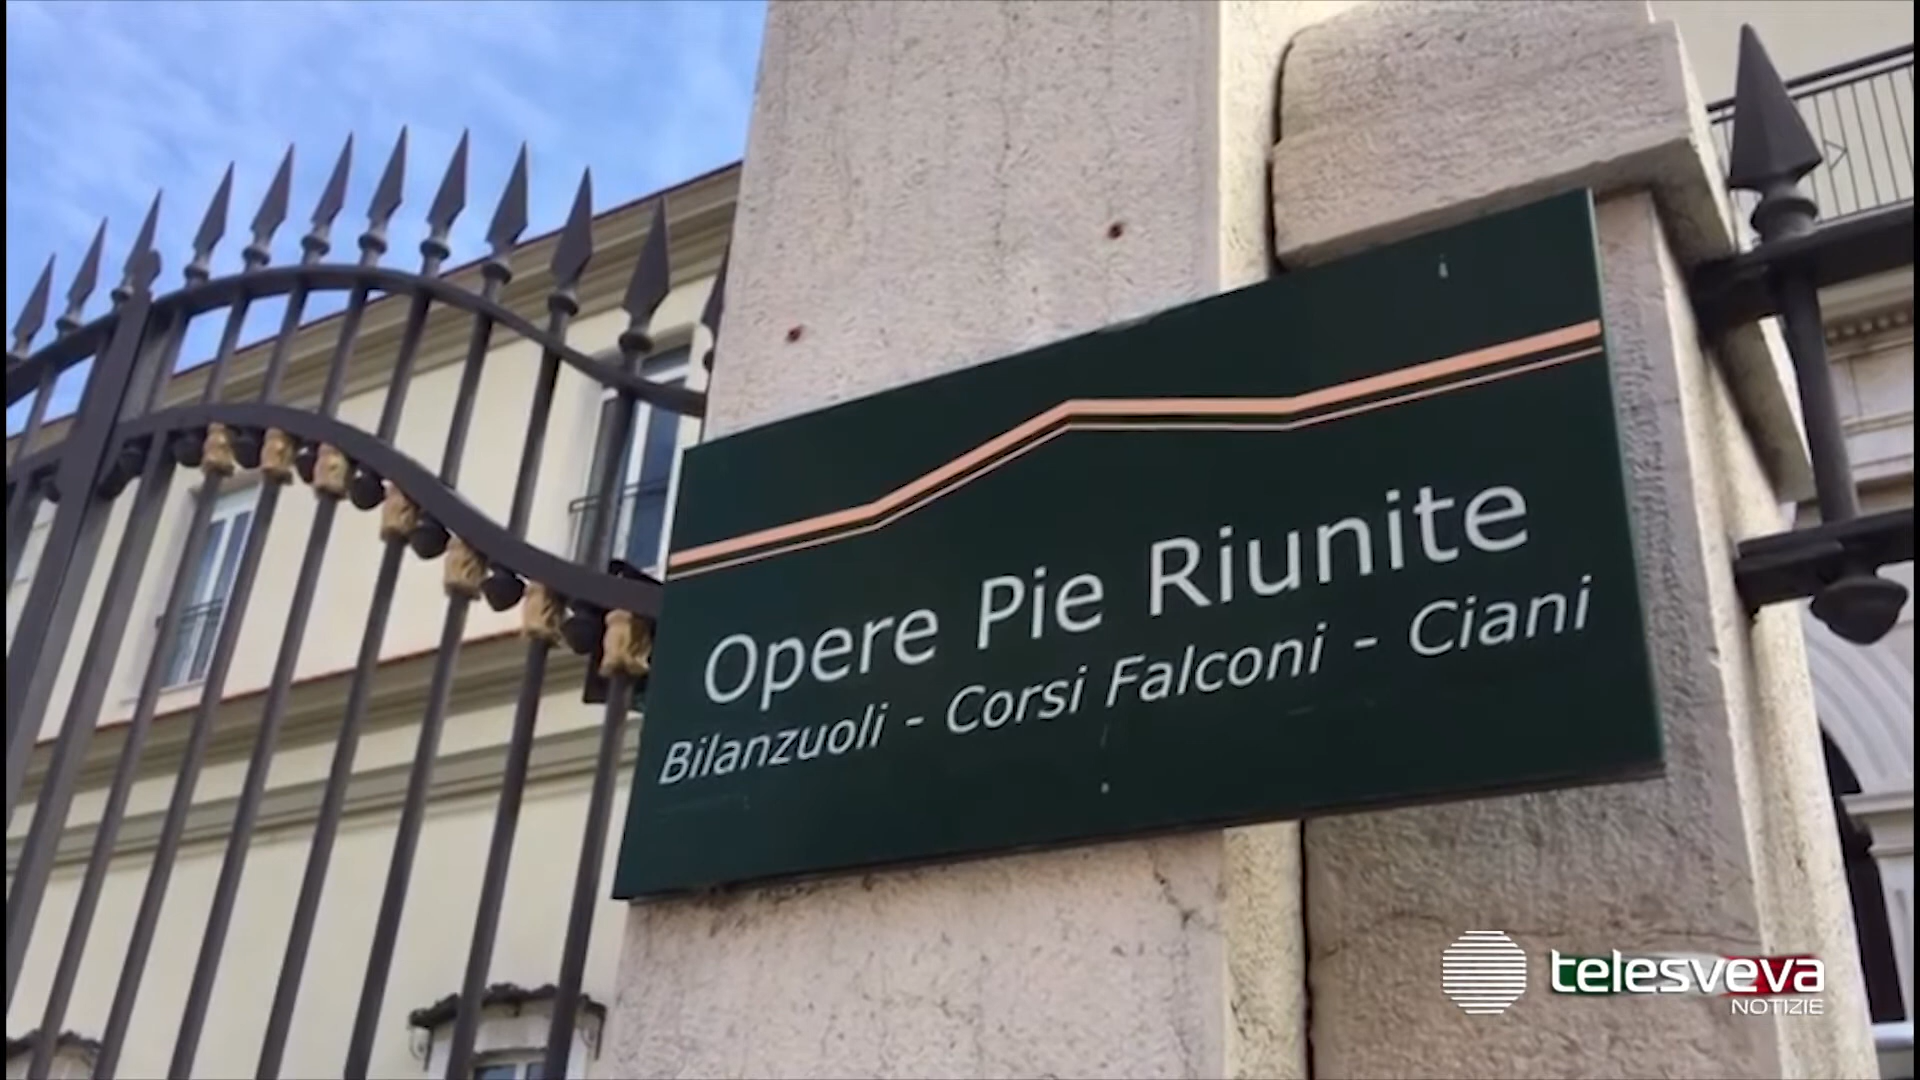 Opere Pie Riunite
Bilanzuoli - Corsi Falconi - Ciani
telesveva
NOTIZIE